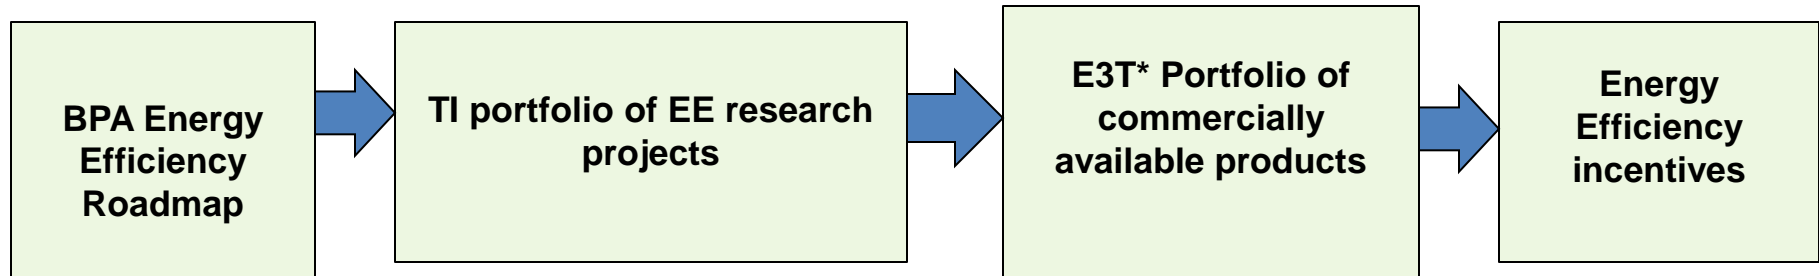 BPA Energy
Efficiency
Roadmap
TI portfolio of EE research
projects
E3T* Portfolio of
commercially
available products
Energy
Efficiency
incentives